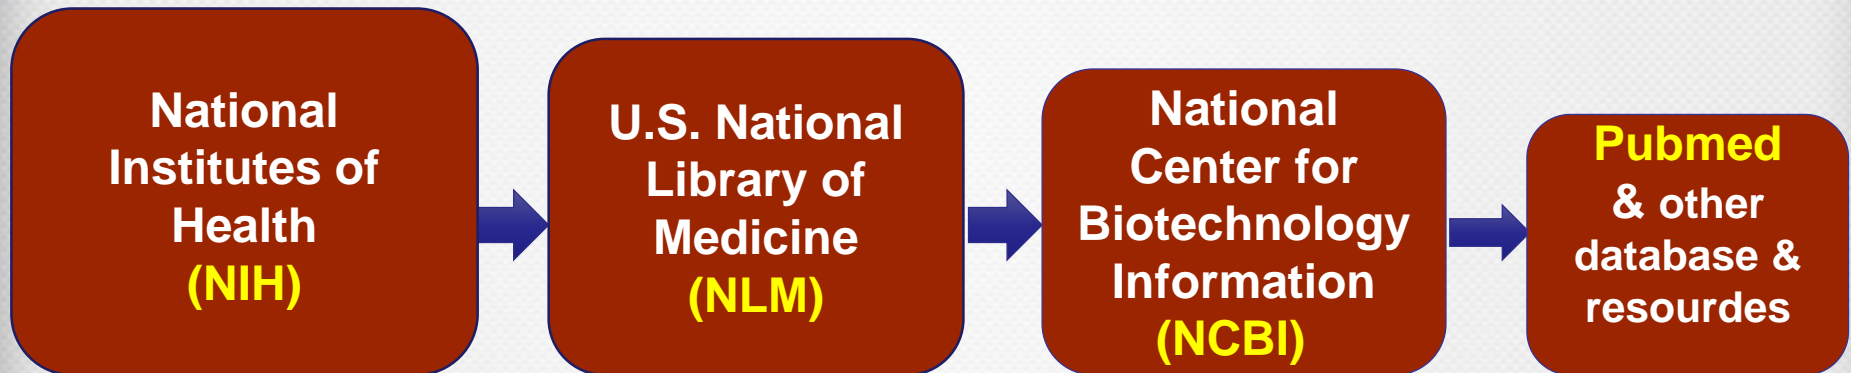 National
Institutes of
Health
(NIH)
U.S. National
Library of
Medicine
(NLM)
National
Center for
Biotechnology
Information
(NCBI)
Pubmed
& other
database &
resourdes